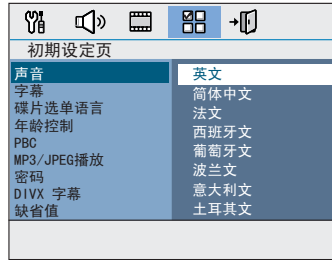 初期设定页
声音
字幕
碟片选单语言
年龄控制
PBC
MP3/JPEG播放
密码
DIVX 字幕
缺省值
英文
简体中文
法文
西班牙文
葡萄牙文
波兰文
意大利文
土耳其文